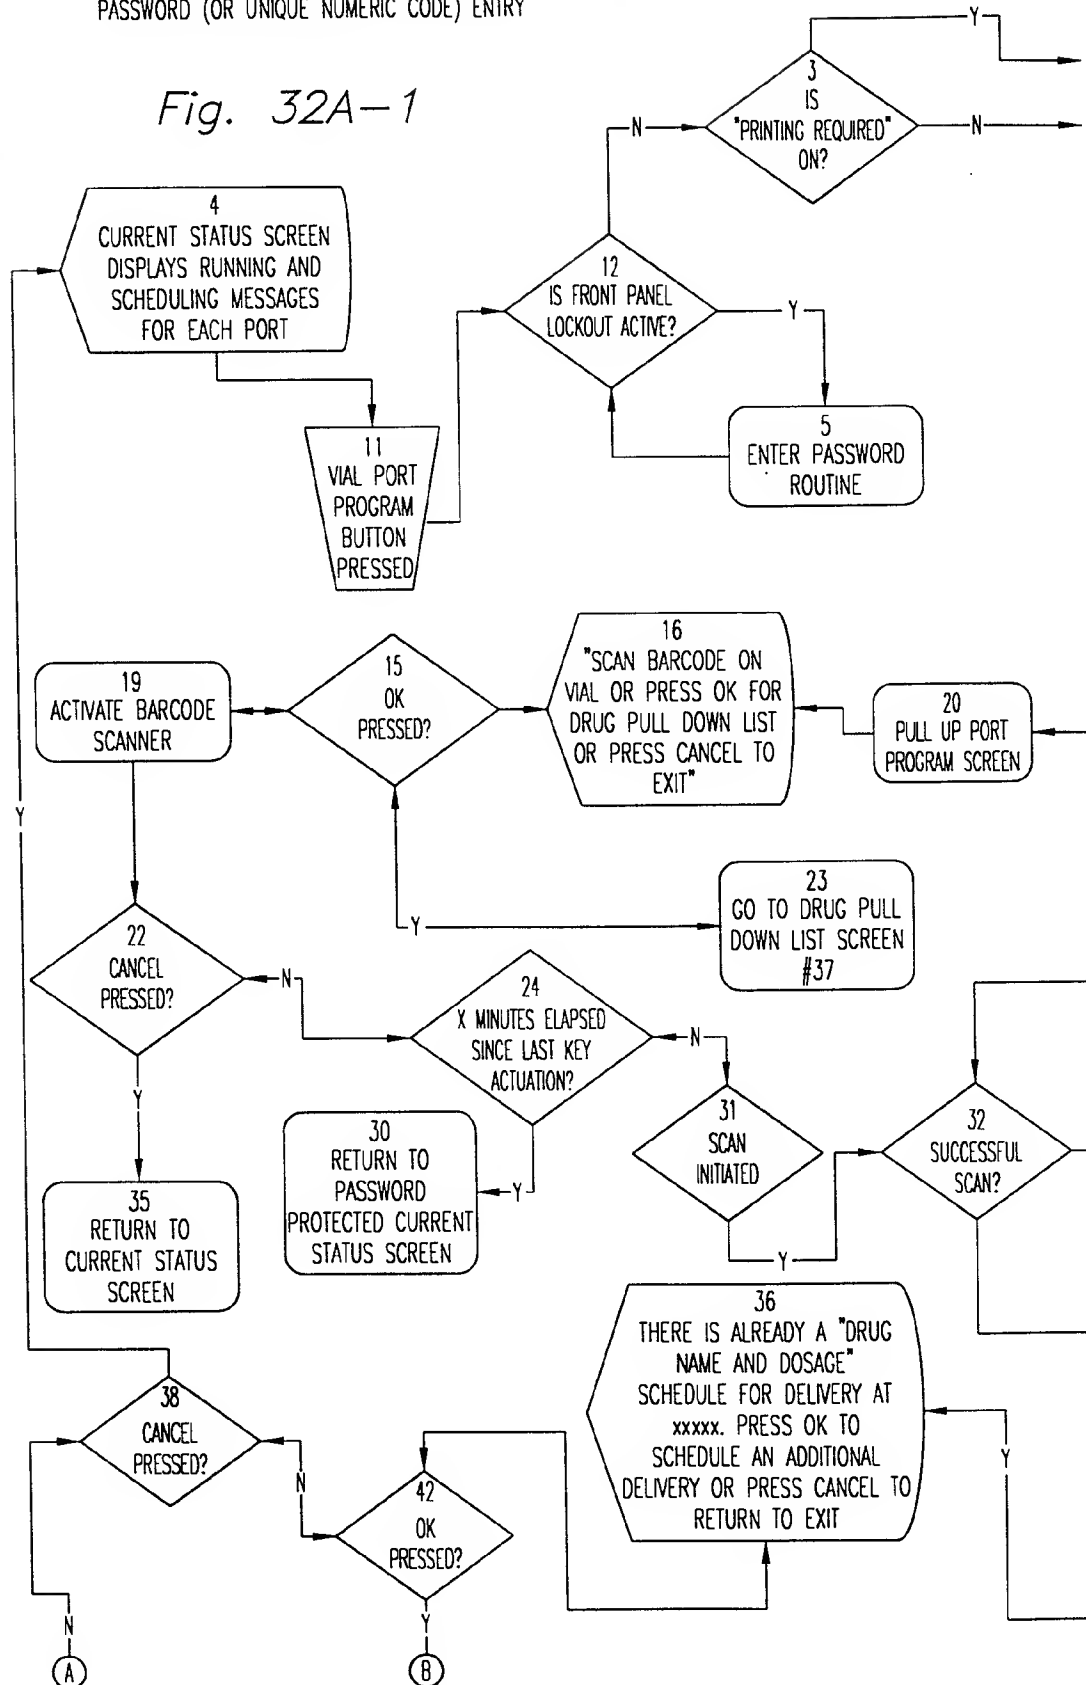 PASSWORD (OR UNIQUE NUMERIC CODE) ENTRY
Fig. 32A-1
Y
3
IS
"PRINTING REQUIRED"
ON?
N
N
4
CURRENT STATUS SCREEN
DISPLAYS RUNNING AND
SCHEDULING MESSAGES
FOR EACH PORT
12
IS FRONT PANEL
LOCKOUT ACTIVE?
Y
5
ENTER PASSWORD
ROUTINE
11
VIAL PORT
PROGRAM
BUTTON
PRESSED
16
"SCAN BARCODE ON
VIAL OR PRESS OK FOR
DRUG PULL DOWN LIST
OR PRESS CANCEL TO
EXIT"
15
OK
PRESSED?
19
ACTIVATE BARCODE
SCANNER
20
PULL UP PORT
PROGRAM SCREEN
Y
23
GO TO DRUG PULL
DOWN LIST SCREEN
#37
Y
22
CANCEL
PRESSED?
N
24
X MINUTES ELAPSED
SINCE LAST KEY
ACTUATION?
N
31
SCAN
INITIATED
32
SUCCESSFUL
SCAN?
Y
30
RETURN TO
PASSWORD
PROTECTED CURRENT
STATUS SCREEN
Y
35
RETURN TO
CURRENT STATUS
SCREEN
Y
36
THERE IS ALREADY A "DRUG
NAME AND DOSAGE"
SCHEDULE FOR DELIVERY AT
xxxxx. PRESS OK TO
SCHEDULE AN ADDITIONAL
DELIVERY OR PRESS CANCEL TO
RETURN TO EXIT
Y
38
CANCEL
PRESSED?
N
42
OK
PRESSED?
N
Y
A
B